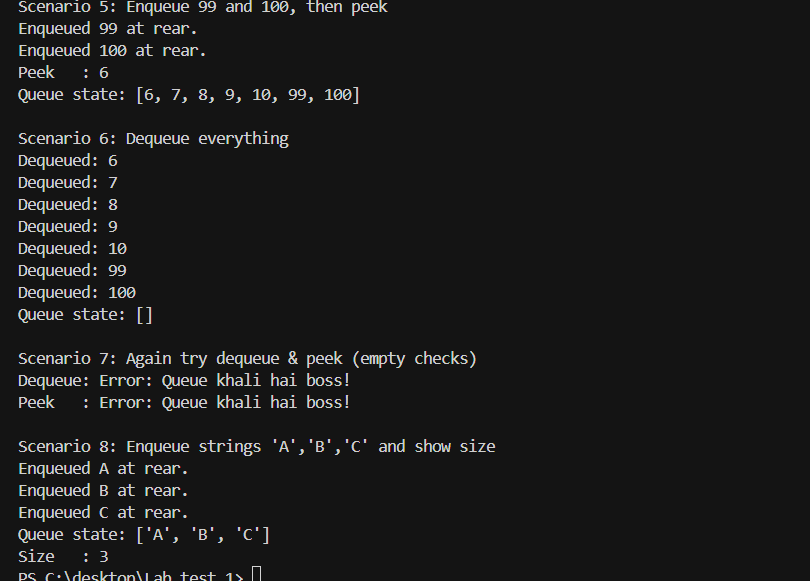 Scenario 5: Enqueue 99 and 100, then peek
Enqueued 99 at rear.
Enqueued 100 at rear.
Peek   : 6
Queue state: [6, 7, 8, 9, 10, 99, 100]

Scenario 6: Dequeue everything
Dequeued: 6
Dequeued: 7
Dequeued: 8
Dequeued: 9
Dequeued: 10
Dequeued: 99
Dequeued: 100
Queue state: []

Scenario 7: Again try dequeue & peek (empty checks)
Dequeue: Error: Queue khali hai boss!
Peek   : Error: Queue khali hai boss!

Scenario 8: Enqueue strings 'A','B','C' and show size
Enqueued A at rear.
Enqueued B at rear.
Enqueued C at rear.
Queue state: ['A', 'B', 'C']
Size   : 3
PS C:\desktop\Lab test 1>